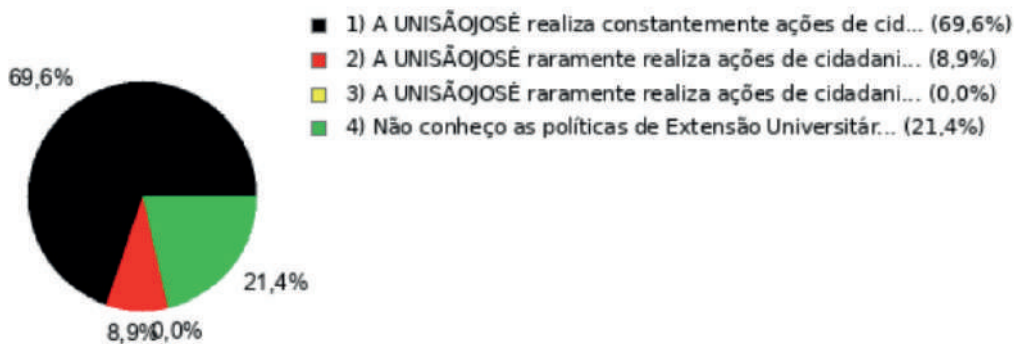 1) A UNISÃOJOSÉ realiza constantemente ações de cid... (69,6%)
2) A UNISÃOJOSÉ raramente realiza ações de cidadani... (8,9%)
3) A UNISÃOJOSÉ raramente realiza ações de cidadani... (0,0%)
4) Não conheço as políticas de Extensão Universitár... (21,4%)
69,6%
21,4%
8,9%
0,0%